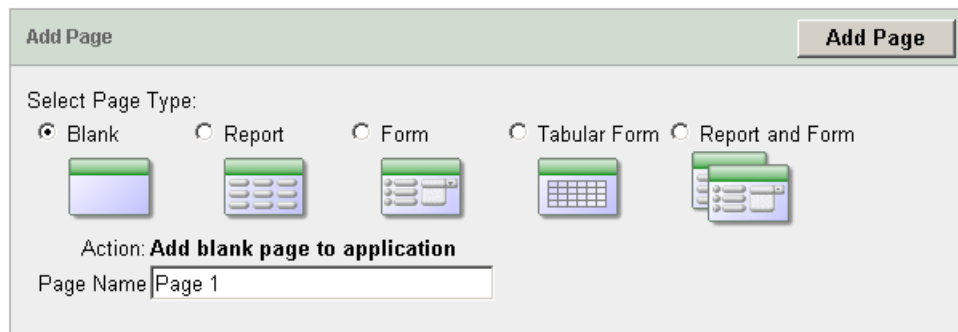 Add Page Add Page
Select Page Type:
Blank Report Form Tabular Form Report and Form
Action: Add blank page to application
Page Name Page 1